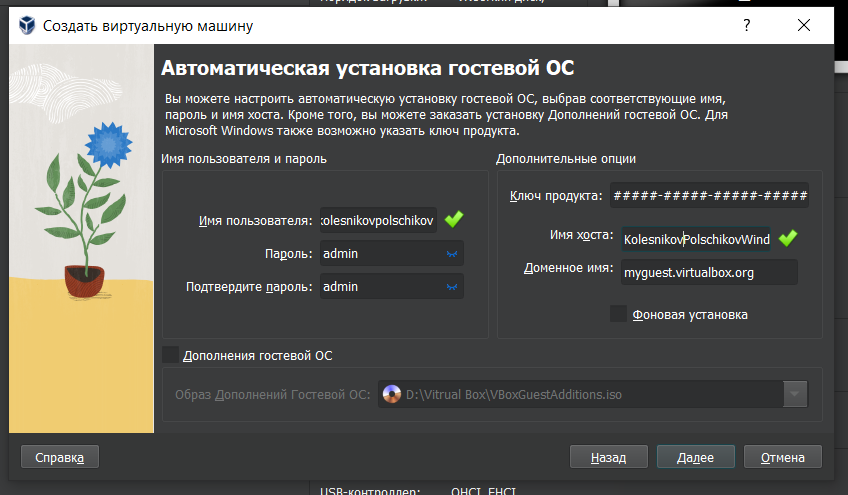 Создать виртуальную машину
?
Автоматическая установка гостевой ОС
Вы можете настроить автоматическую установку гостевой ОС, выбрав соответствующие имя,
пароль и имя хоста. Кроме того, вы можете заказать установку Дополнений гостевой ОС. Для
Microsoft Windows также возможно указать ключ продукта.
Имя пользователя и пароль
Имя пользователя: kolesnikovpolschikov
Пароль: admin
Подтвердите пароль: admin
Дополнительные опции
Ключ продукта: #####-#####-#####-#####
Имя хоста: KolesnikovPolschikovWind
Доменное имя: myguest.virtualbox.org
Фоновая установка
Дополнения гостевой ОС
Образ Дополнений Гостевой ОС: D:\Vitrual Box\VBoxGuestAdditions.iso
Справка
Назад
Далее
Отмена
USB-контроллер: OHCI, EHCI